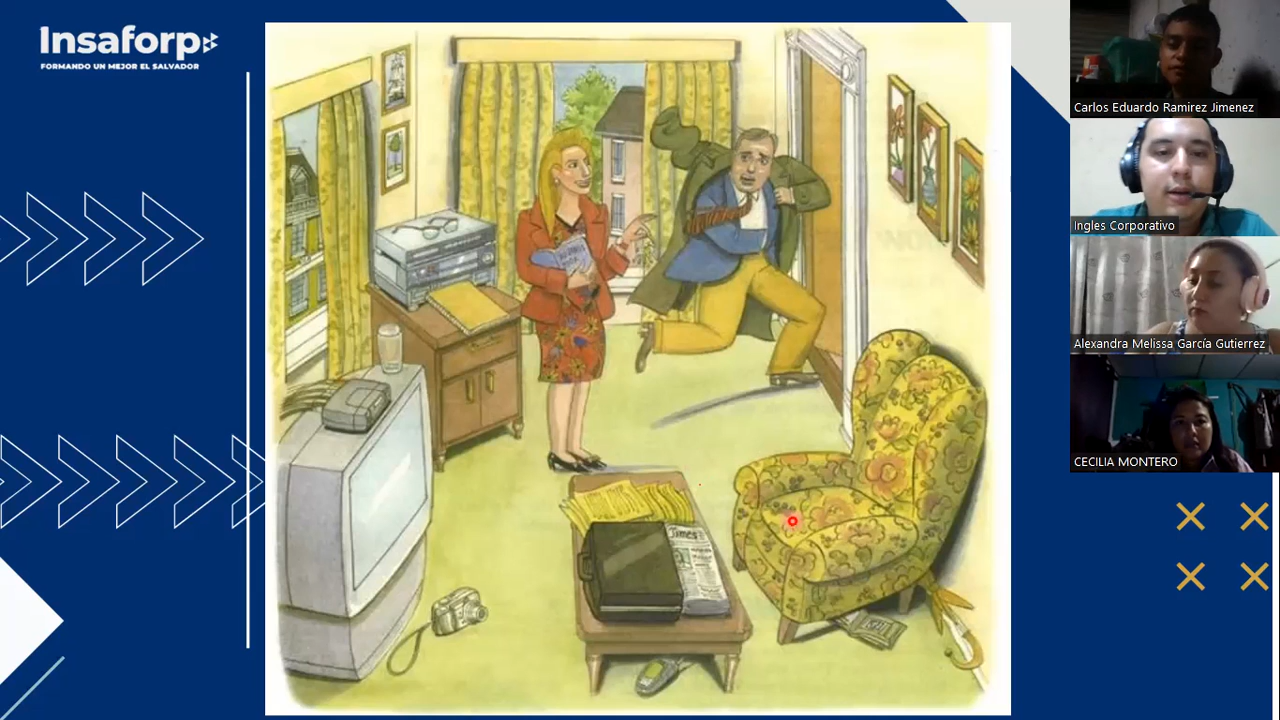 Insaforp
FORMANDO UN MEJOR EL SALVADOR
Times
Carlos Eduardo Ramirez Jimenez
Ingles Corporativo
Alexandra Melissa García Gutierrez
CECILIA MONTERO